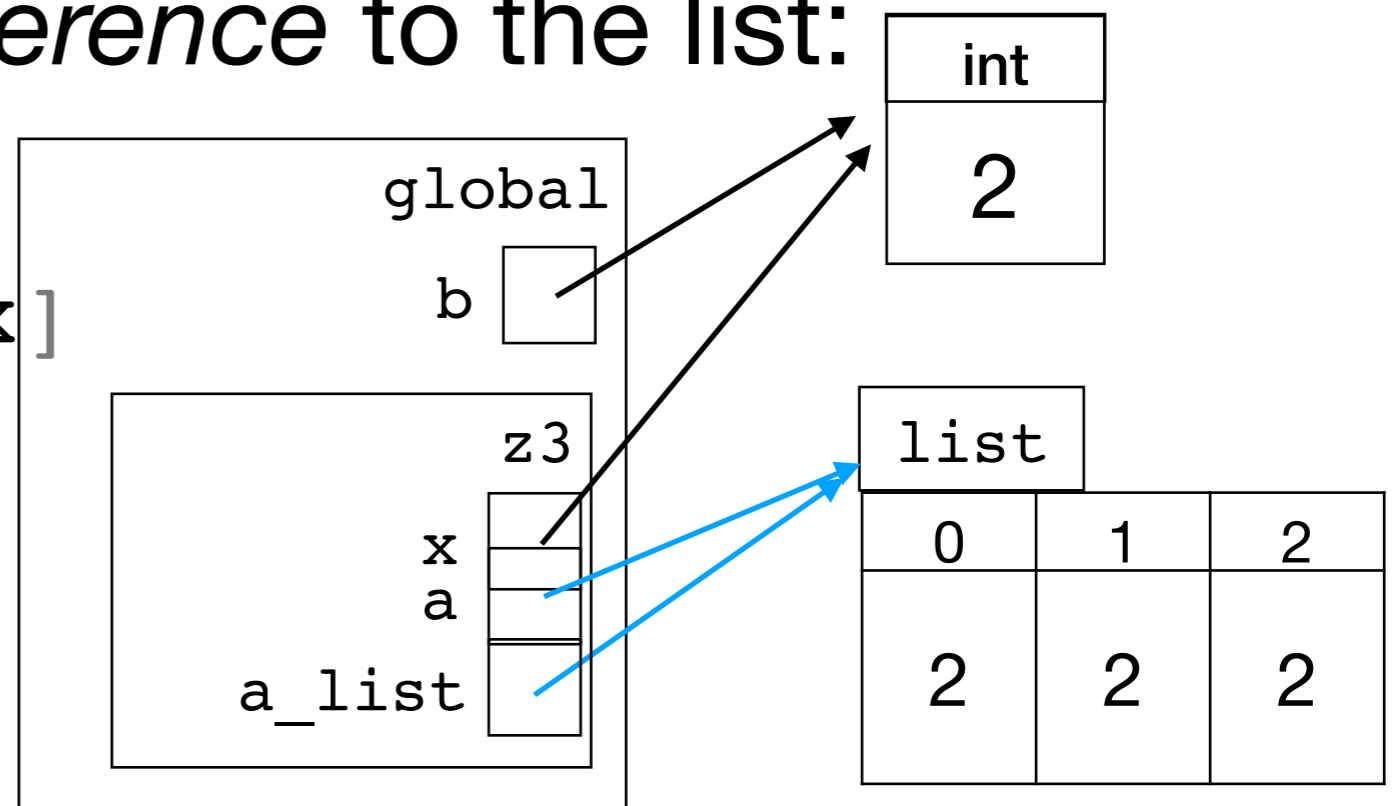 erence to the list:
int
2
global
b
x]
z3
x
a
a_list
list
0 1 2
2 2 2